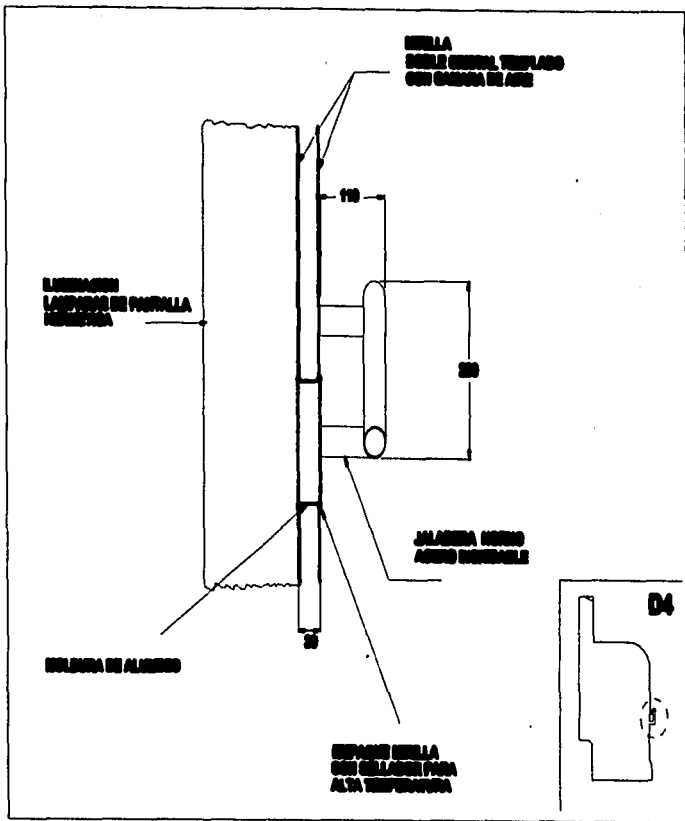 MIRILLA
DOBLE CRISTAL TEMPLADO
CON CAMARA DE AIRE
110
ILUMINACION
LAMPARAS DE PANTALLA
HERMETICA
JALADERA HORNO
ACERO INOXIDABLE
D4
MOLDURA DE ALUMINIO
EMPAQUE MIRILLA
CON SELLADOR PARA
ALTA TEMPERATURA